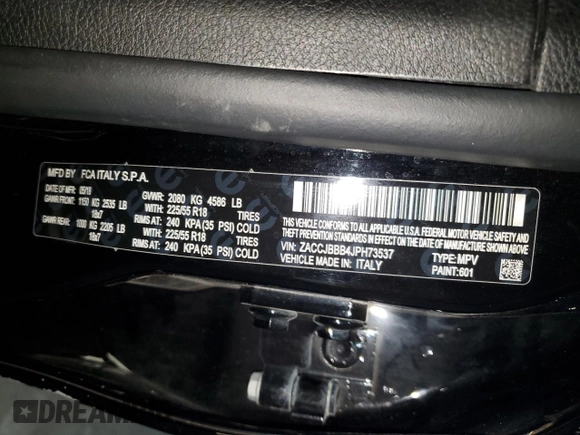 MFD BY FCA ITALY S.P.A.
DATE OF MFR: 05/18 GVWR: 2080 KG 4586 LB
GAWR FRONT: 1150 KG 2535 LB WITH 225/55 R18 TIRES
18x7 RIMS AT: 240 KPA (35 PSI) COLD
GAWR REAR: 1000 KG 2205 LB WITH 225/55 R18 TIRES
18x7 RIMS AT: 240 KPA (35 PSI) COLD
THIS VEHICLE CONFORMS TO ALL APPLICABLE U.S.A. FEDERAL MOTOR VEHICLE SAFETY, BUMPER AND
THEFT PREVENTION STANDARDS IN EFFECT ON THE DATE OF MANUFACTURE SHOWN ABOVE
VIN: ZACCJBBB4JPH73537 TYPE: MPV
VEHICLE MADE IN: ITALY PAINT: 601